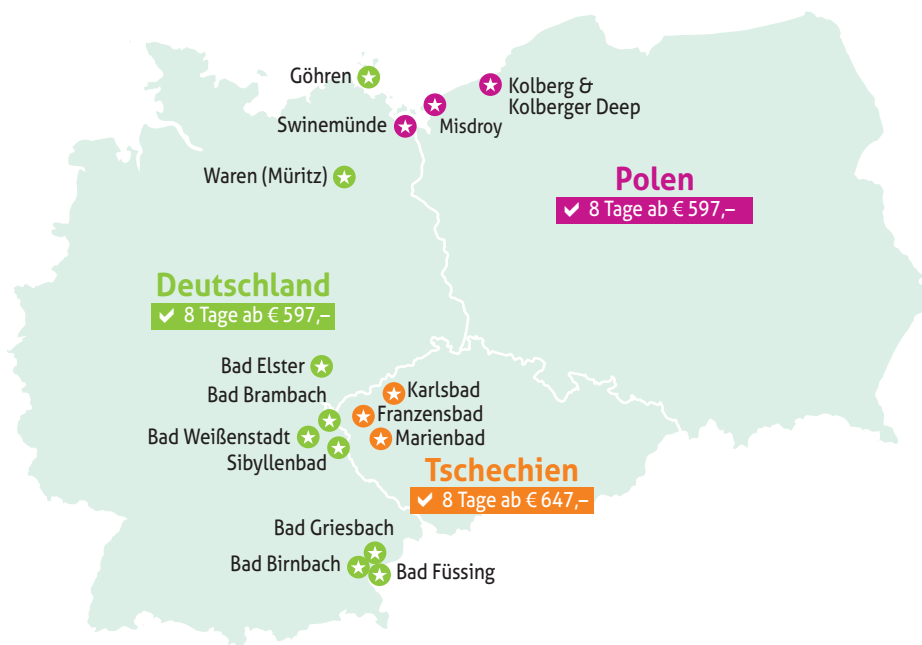 Göhren
Kolberg &
Kolberger Deep
Swinemünde
Misdroy
Waren (Müritz)
Polen
8 Tage ab € 597,–
Deutschland
8 Tage ab € 597,–
Bad Elster
Bad Brambach
Karlsbad
Franzensbad
Bad Weißenstadt
Marienbad
Sibyllenbad
Tschechien
8 Tage ab € 647,–
Bad Griesbach
Bad Birnbach
Bad Füssing